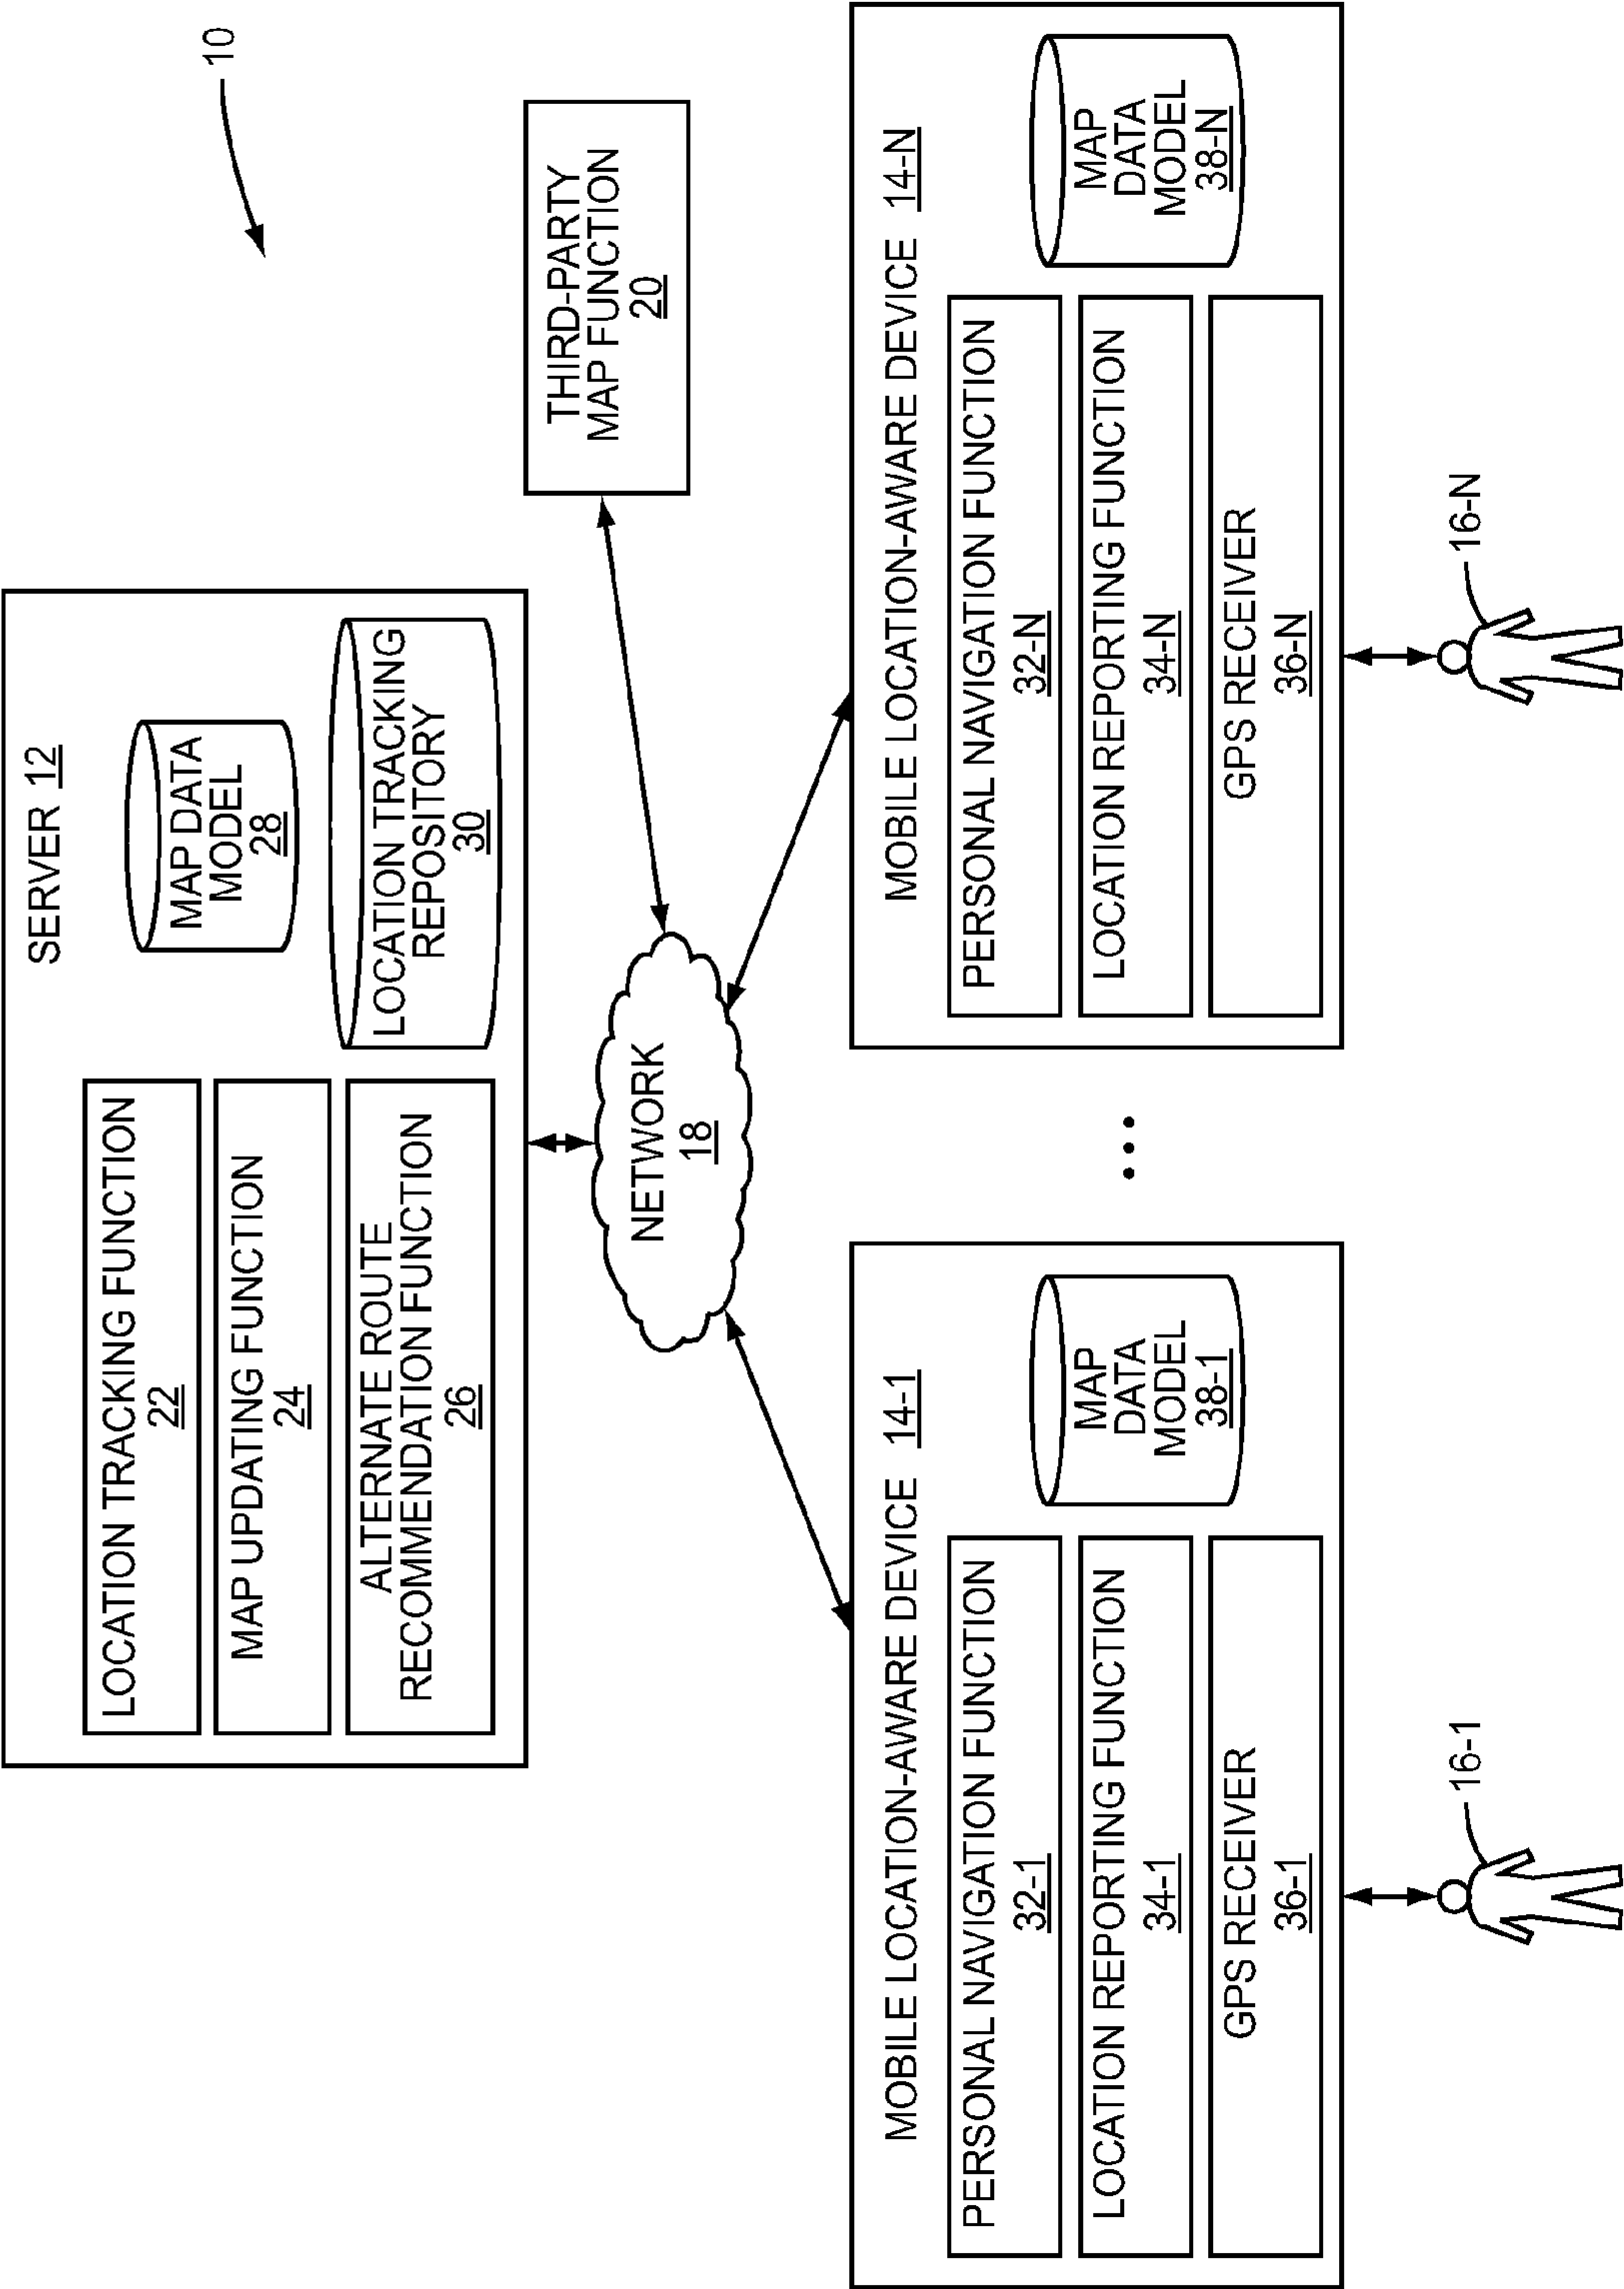 10
SERVER 12
LOCATION TRACKING FUNCTION
22
MAP UPDATING FUNCTION
24
ALTERNATE ROUTE
RECOMMENDATION FUNCTION
26
MAP DATA
MODEL
28
LOCATION TRACKING
REPOSITORY
30
NETWORK
18
THIRD-PARTY
MAP FUNCTION
20
MOBILE LOCATION-AWARE DEVICE 14-1
PERSONAL NAVIGATION FUNCTION
32-1
LOCATION REPORTING FUNCTION
34-1
GPS RECEIVER
36-1
MAP
DATA
MODEL
38-1
16-1
...
MOBILE LOCATION-AWARE DEVICE 14-N
PERSONAL NAVIGATION FUNCTION
32-N
LOCATION REPORTING FUNCTION
34-N
GPS RECEIVER
36-N
MAP
DATA
MODEL
38-N
16-N